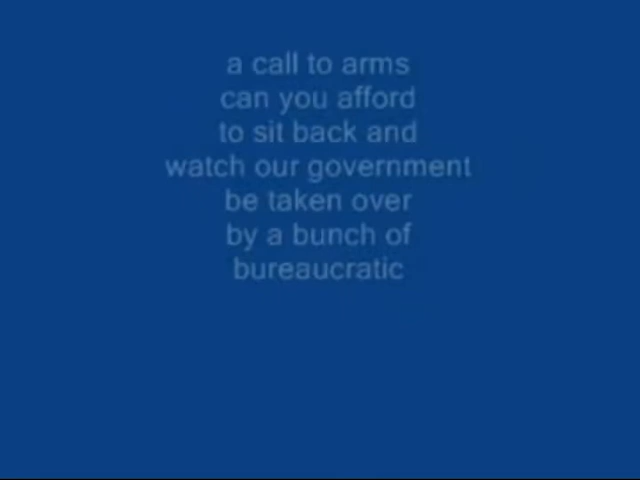 a call to arms
can you afford
to sit back and
watch our government
be taken over
by a bunch of
bureaucratic